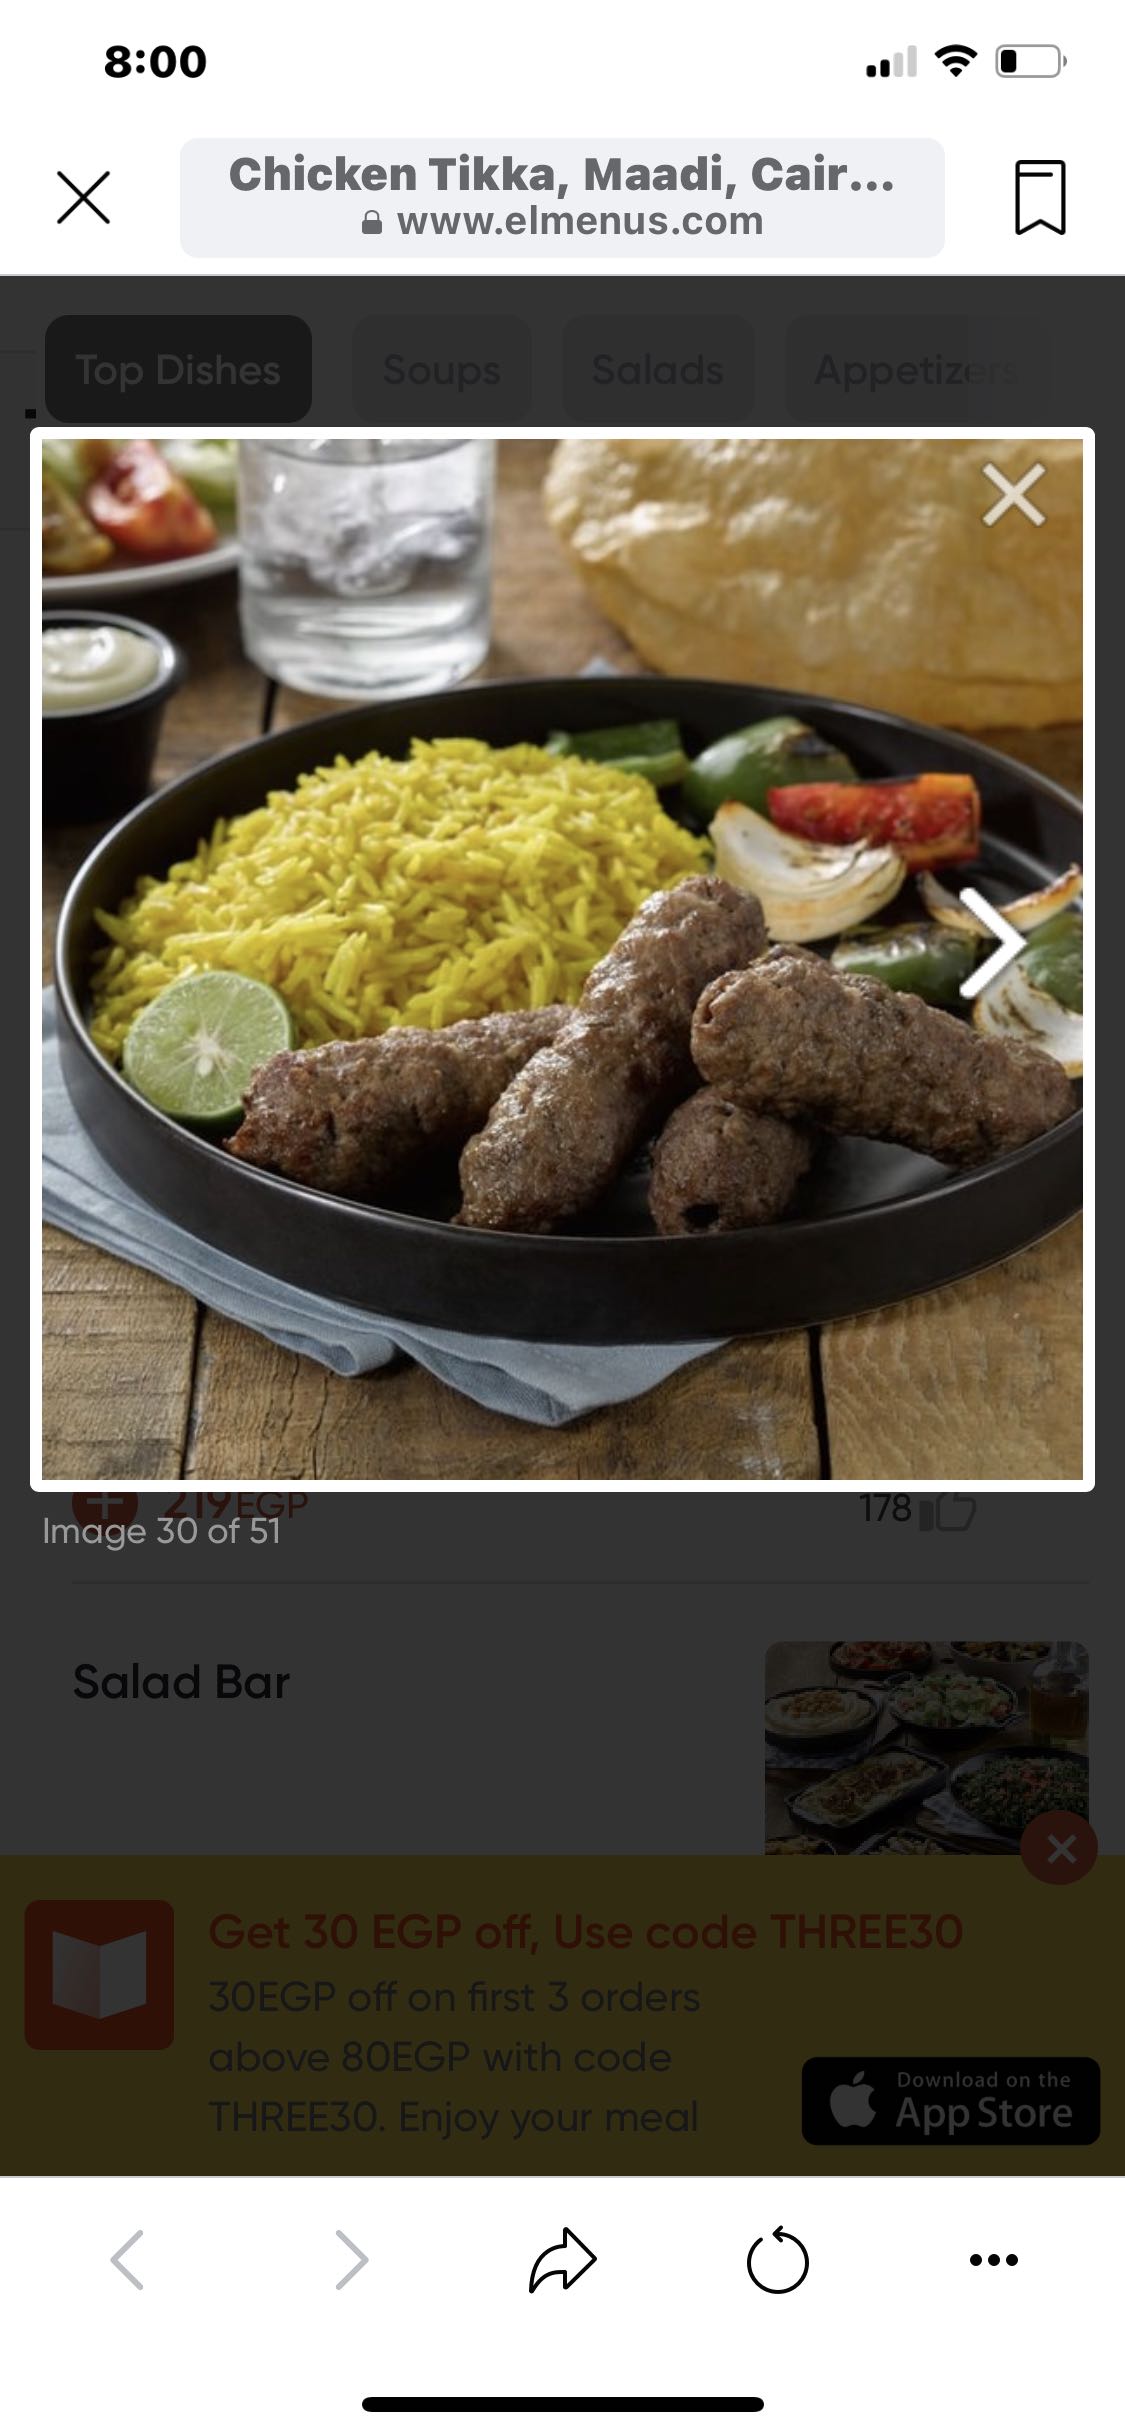 8:00
Chicken Tikka, Maadi, Cair...
www.elmenus.com
Top Dishes
Soups
Salads
Appetizers
219EGP
178
Image 30 of 51
Salad Bar
Get 30 EGP off, Use code THREE30
30EGP off on first 3 orders
above 80EGP with code
THREE30. Enjoy your meal
Download on the
App Store